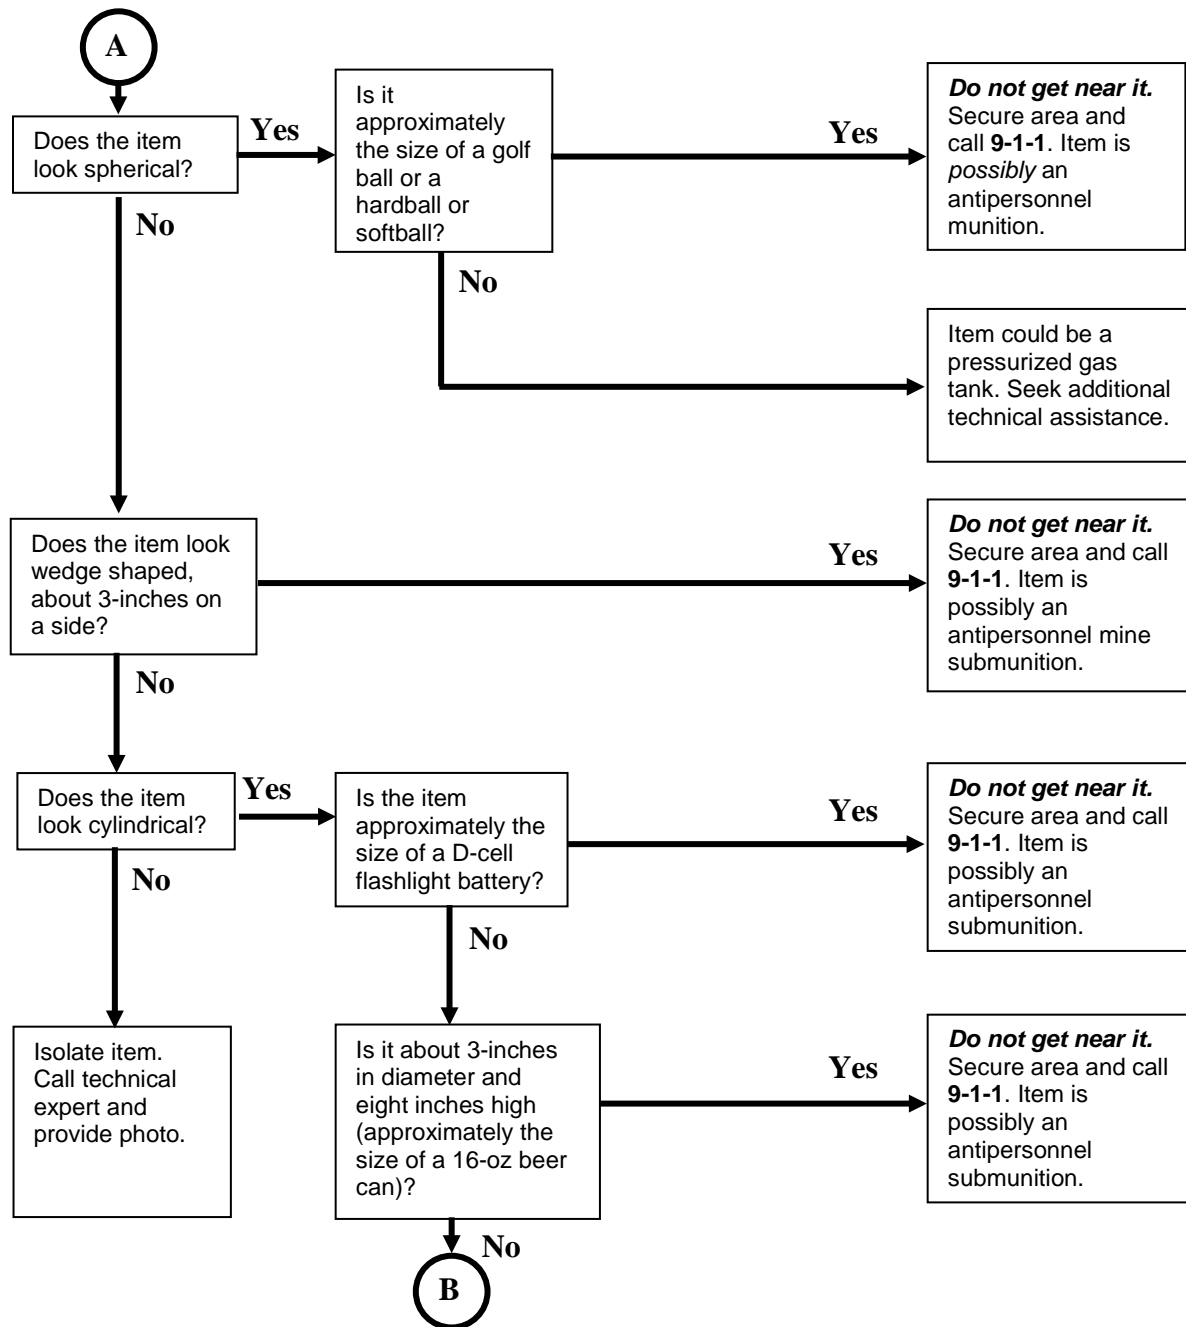 A
Does the item
look spherical?
Yes
Is it
approximately
the size of a golf
ball or a
hardball or
softball?
Yes
Do not get near it.
Secure area and
call 9-1-1. Item is
possibly an
antipersonnel
munition.
No
No
Item could be a
pressurized gas
tank. Seek additional
technical assistance.
Does the item look
wedge shaped,
about 3-inches on
a side?
Yes
Do not get near it.
Secure area and call
9-1-1. Item is
possibly an
antipersonnel mine
submunition.
No
Does the item
look cylindrical?
Yes
Is the item
approximately the
size of a D-cell
flashlight battery?
Yes
Do not get near it.
Secure area and call
9-1-1. Item is
possibly an
antipersonnel
submunition.
No
No
Isolate item.
Call technical
expert and
provide photo.
Is it about 3-inches
in diameter and
eight inches high
(approximately the
size of a 16-oz beer
can)?
Yes
Do not get near it.
Secure area and call
9-1-1. Item is
possibly an
antipersonnel
submunition.
No
B